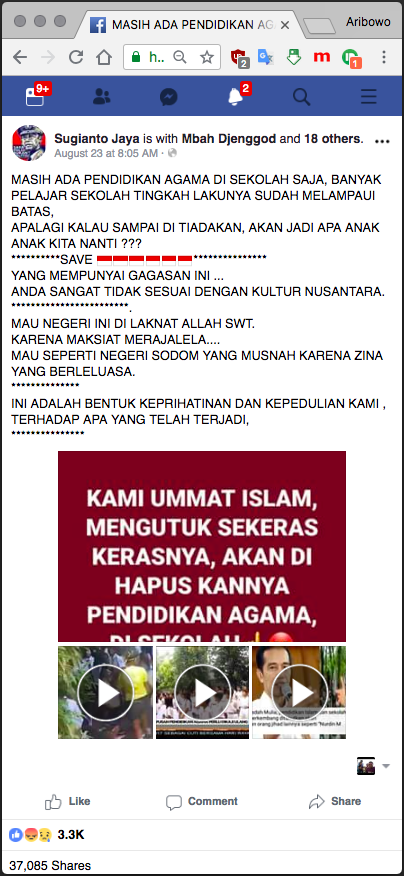 MASIH ADA PENDIDIKAN AGA
Aribowo
h..
2
m
1
9+
2
Sugianto Jaya is with Mbah Djenggod and 18 others.
August 23 at 8:05 AM ·
MASIH ADA PENDIDIKAN AGAMA DI SEKOLAH SAJA, BANYAK
PELAJAR SEKOLAH TINGKAH LAKUNYA SUDAH MELAMPAUI
BATAS,
APALAGI KALAU SAMPAI DI TIADAKAN, AKAN JADI APA ANAK
ANAK KITA NANTI ???
**********SAVE ***************
YANG MEMPUNYAI GAGASAN INI ...
ANDA SANGAT TIDAK SESUAI DENGAN KULTUR NUSANTARA.
************************.
MAU NEGERI INI DI LAKNAT ALLAH SWT.
KARENA MAKSIAT MERAJALELA....
MAU SEPERTI NEGERI SODOM YANG MUSNAH KARENA ZINA
YANG BERLELUASA.
**************
INI ADALAH BENTUK KEPRIHATINAN DAN KEPEDULIAN KAMI ,
TERHADAP APA YANG TELAH TERJADI,
***************
KAMI UMMAT ISLAM,
MENGUTUK SEKERAS
KERASNYA, AKAN DI
HAPUS KANNYA
PENDIDIKAN AGAMA,
DI SEKOLAH
Like
Comment
Share
3.3K
37,085 Shares